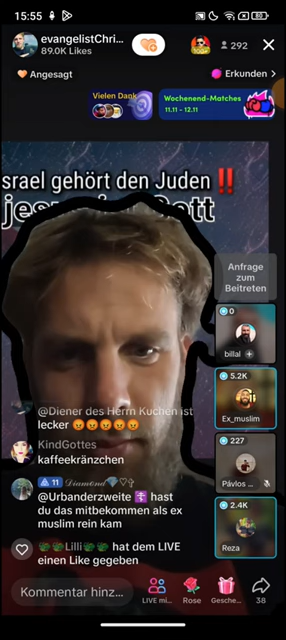 15:55
80
evangelistChri...
89.0K Likes
292
Angesagt
Erkunden >
Vielen Dank
Wochenend-Matches
11.11 - 12.11
srael gehört den Juden ‼️
Anfrage
zum
Beitreten
0
billal +
5.2K
Ex_muslim
227
Pávlos ...
2.4K
Reza
@Diener des Herrn Kuchen ist
lecker 😡😡😡😡😡
KindGottes
kaffeekränzchen
11 𝒟𝒾𝒶𝓂𝑜𝓃𝒹💎♡✞
@Urbanderzweite ✝️ hast
du das mitbekommen als ex
muslim rein kam
🐲🐲Lilli🐲🐲 hat dem LIVE
einen Like gegeben
Kommentar hinz...
LIVE mi...
Rose
Gesche...
38